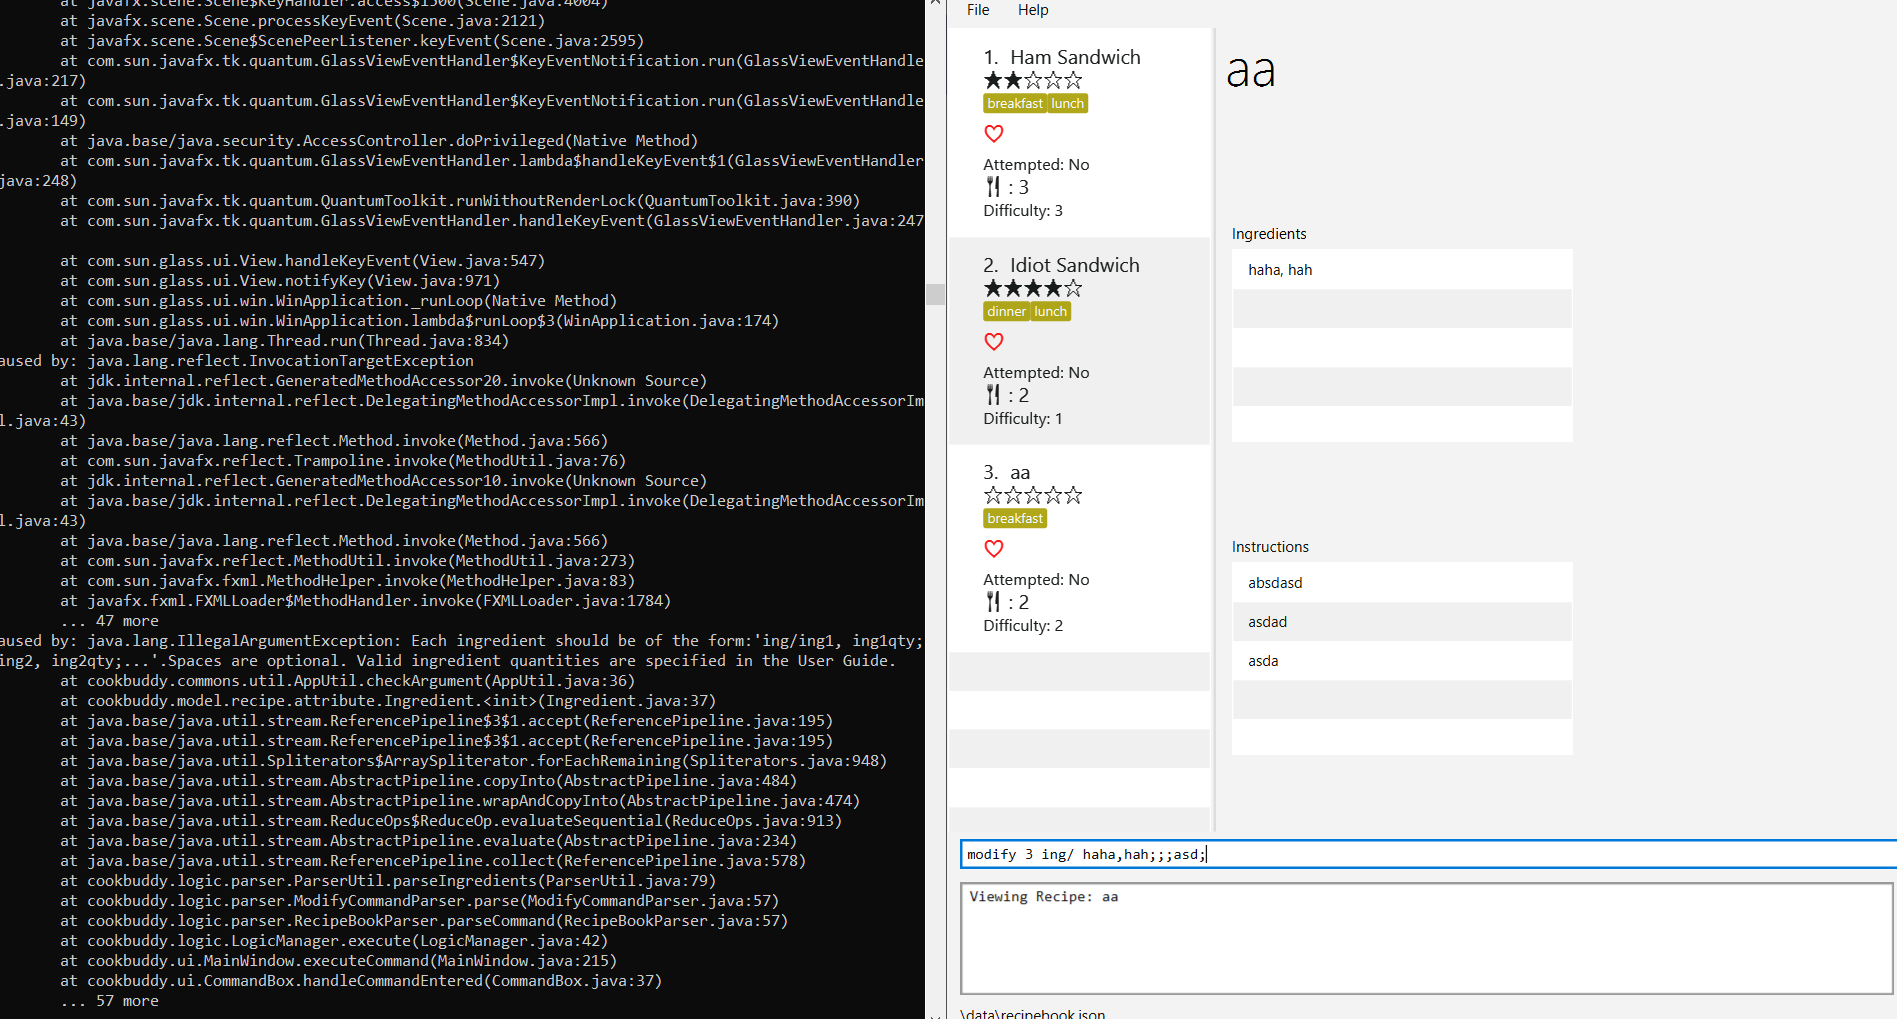 at javafx.scene.Scene$KeyHandler.access$1500(Scene.java:4004)
at javafx.scene.Scene.processKeyEvent(Scene.java:2121)
at javafx.scene.Scene$ScenePeerListener.keyEvent(Scene.java:2595)
at com.sun.javafx.tk.quantum.GlassViewEventHandler$KeyEventNotification.run(GlassViewEventHandle
.java:217)
at com.sun.javafx.tk.quantum.GlassViewEventHandler$KeyEventNotification.run(GlassViewEventHandle
.java:149)
at java.base/java.security.AccessController.doPrivileged(Native Method)
at com.sun.javafx.tk.quantum.GlassViewEventHandler.lambda$handleKeyEvent$1(GlassViewEventHandler
java:248)
at com.sun.javafx.tk.quantum.QuantumToolkit.runWithoutRenderLock(QuantumToolkit.java:390)
at com.sun.javafx.tk.quantum.GlassViewEventHandler.handleKeyEvent(GlassViewEventHandler.java:247
at com.sun.glass.ui.View.handleKeyEvent(View.java:547)
at com.sun.glass.ui.View.notifyKey(View.java:971)
at com.sun.glass.ui.win.WinApplication._runLoop(Native Method)
at com.sun.glass.ui.win.WinApplication.lambda$runLoop$3(WinApplication.java:174)
at java.base/java.lang.Thread.run(Thread.java:834)
aused by: java.lang.reflect.InvocationTargetException
at jdk.internal.reflect.GeneratedMethodAccessor20.invoke(Unknown Source)
at java.base/jdk.internal.reflect.DelegatingMethodAccessorImpl.invoke(DelegatingMethodAccessorIm
l.java:43)
at java.base/java.lang.reflect.Method.invoke(Method.java:566)
at com.sun.javafx.reflect.Trampoline.invoke(MethodUtil.java:76)
at jdk.internal.reflect.GeneratedMethodAccessor10.invoke(Unknown Source)
at java.base/jdk.internal.reflect.DelegatingMethodAccessorImpl.invoke(DelegatingMethodAccessorIm
l.java:43)
at java.base/java.lang.reflect.Method.invoke(Method.java:566)
at com.sun.javafx.reflect.MethodUtil.invoke(MethodUtil.java:273)
at com.sun.javafx.fxml.MethodHelper.invoke(MethodHelper.java:83)
at javafx.fxml.FXMLLoader$MethodHandler.invoke(FXMLLoader.java:1784)
... 47 more
aused by: java.lang.IllegalArgumentException: Each ingredient should be of the form:'ing/ing1, ing1qty;
ing2, ing2qty;...'.Spaces are optional. Valid ingredient quantities are specified in the User Guide.
at cookbuddy.commons.util.AppUtil.checkArgument(AppUtil.java:36)
at cookbuddy.model.recipe.attribute.Ingredient.<init>(Ingredient.java:37)
at java.base/java.util.stream.ReferencePipeline$3$1.accept(ReferencePipeline.java:195)
at java.base/java.util.stream.ReferencePipeline$3$1.accept(ReferencePipeline.java:195)
at java.base/java.util.Spliterators$ArraySpliterator.forEachRemaining(Spliterators.java:948)
at java.base/java.util.stream.AbstractPipeline.copyInto(AbstractPipeline.java:484)
at java.base/java.util.stream.AbstractPipeline.wrapAndCopyInto(AbstractPipeline.java:474)
at java.base/java.util.stream.ReduceOps$ReduceOp.evaluateSequential(ReduceOps.java:913)
at java.base/java.util.stream.AbstractPipeline.evaluate(AbstractPipeline.java:234)
at java.base/java.util.stream.ReferencePipeline.collect(ReferencePipeline.java:578)
at cookbuddy.logic.parser.ParserUtil.parseIngredients(ParserUtil.java:79)
at cookbuddy.logic.parser.ModifyCommandParser.parse(ModifyCommandParser.java:57)
at cookbuddy.logic.parser.RecipeBookParser.parseCommand(RecipeBookParser.java:57)
at cookbuddy.logic.LogicManager.execute(LogicManager.java:42)
at cookbuddy.ui.MainWindow.executeCommand(MainWindow.java:215)
at cookbuddy.ui.CommandBox.handleCommandEntered(CommandBox.java:37)
... 57 more
File Help
1. Ham Sandwich
breakfast lunch
Attempted: No
: 3
Difficulty: 3
2. Idiot Sandwich
dinner lunch
Attempted: No
: 2
Difficulty: 1
3. aa
breakfast
Attempted: No
: 2
Difficulty: 2
aa
Ingredients
haha, hah
Instructions
absdasd
asdad
asda
modify 3 ing/ haha,hah;;;asd;
Viewing Recipe: aa
\data\recipebook.json